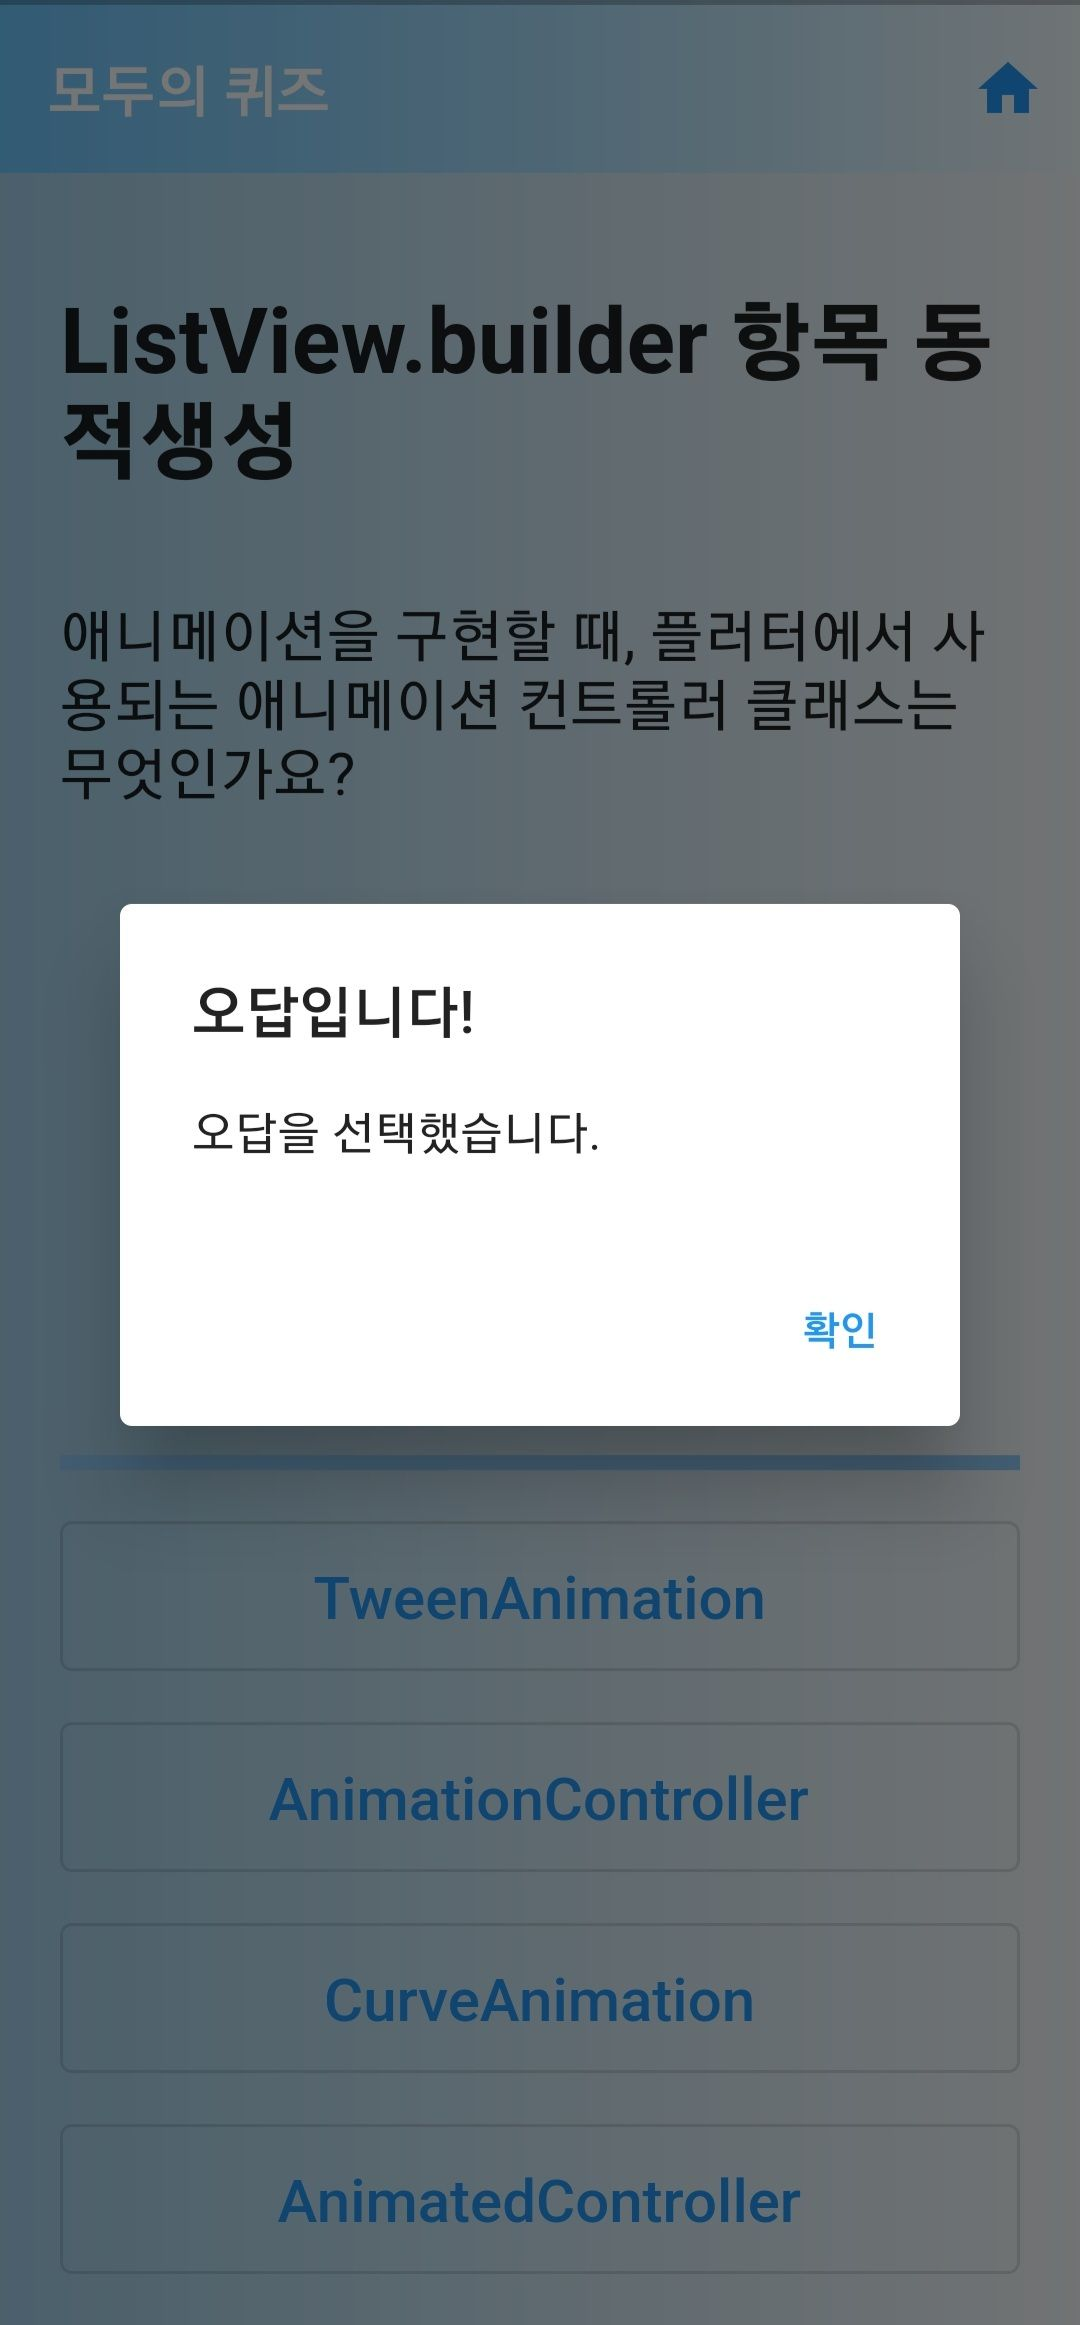 모두의 퀴즈
ListView.builder 항목 동
적생성
애니메이션을 구현할 때, 플러터에서 사
용되는 애니메이션 컨트롤러 클래스는
무엇인가요?
오답입니다!
오답을 선택했습니다.
확인
TweenAnimation
AnimationController
CurveAnimation
AnimatedController